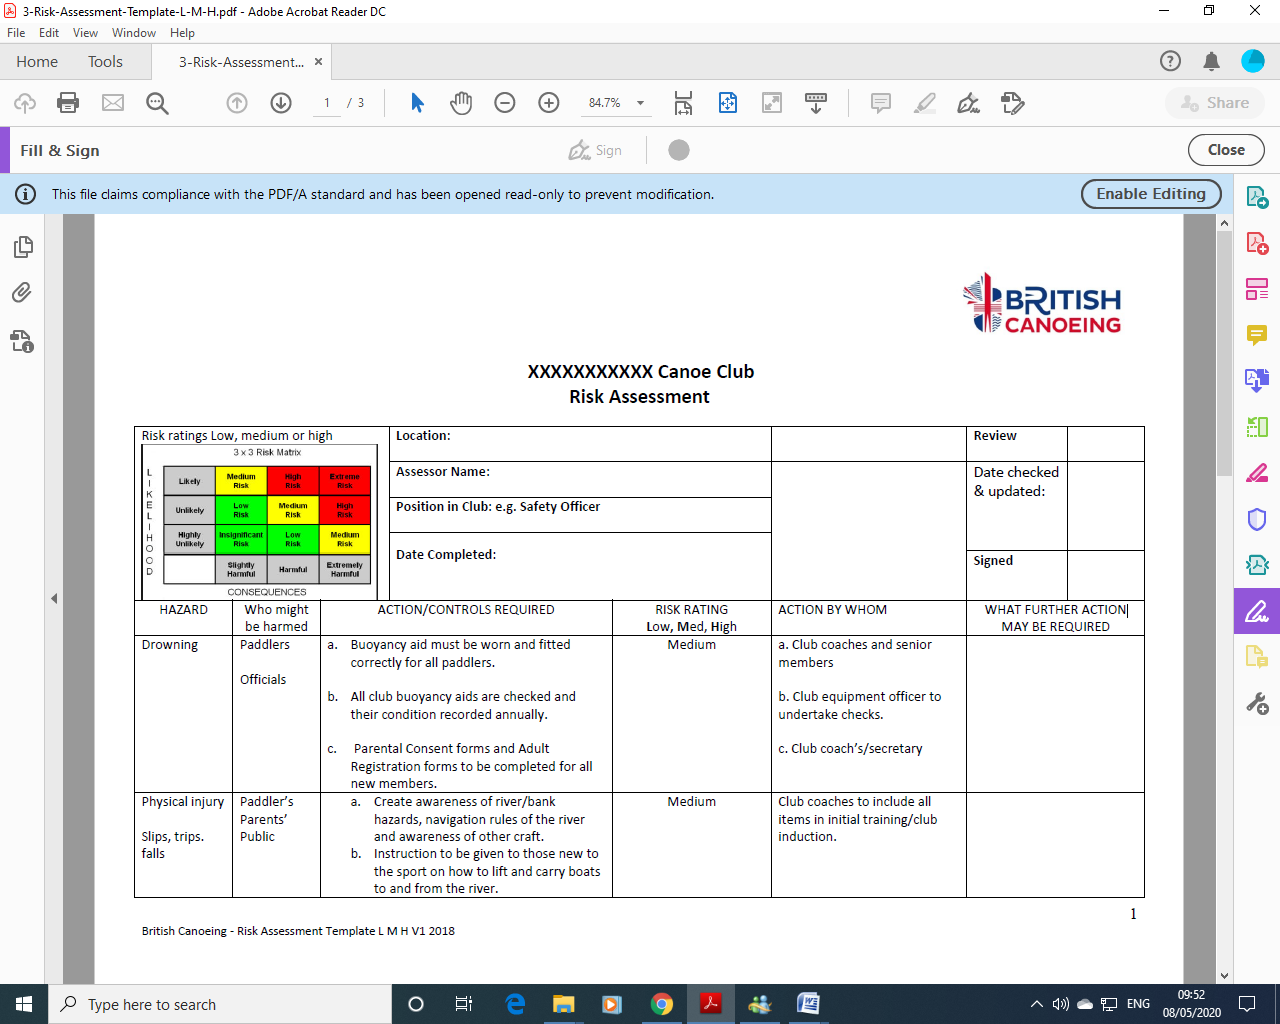 3-Risk-Assessment-Template-L-M-H.pdf - Adobe Acrobat Reader DC
File Edit View Window Help
Home Tools 3-Risk-Assessment... ×
1 / 3 84.7% Share
Fill & Sign Sign Close
This file claims compliance with the PDF/A standard and has been opened read-only to prevent modification. Enable Editing
BRITISH
CANOEING
XXXXXXXXXXX Canoe Club
Risk Assessment
Risk ratings Low, medium or high
3 x 3 Risk Matrix
LIKELIHOOD
Likely Medium Risk High Risk Extreme Risk
Unlikely Low Risk Medium Risk High Risk
Highly Unlikely Insignificant Risk Low Risk Medium Risk
Slightly Harmful Harmful Extremely Harmful
CONSEQUENCES
Location:
Assessor Name:
Position in Club: e.g. Safety Officer
Date Completed:
Review
Date checked
& updated:
Signed
HAZARD
Who might
be harmed
ACTION/CONTROLS REQUIRED
RISK RATING
Low, Med, High
ACTION BY WHOM
WHAT FURTHER ACTION
MAY BE REQUIRED
Drowning
Paddlers
Officials
a. Buoyancy aid must be worn and fitted
correctly for all paddlers.
b. All club buoyancy aids are checked and
their condition recorded annually.
c. Parental Consent forms and Adult
Registration forms to be completed for all
new members.
Medium
a. Club coaches and senior
members
b. Club equipment officer to
undertake checks.
c. Club coach's/secretary
Physical injury
Slips, trips.
falls
Paddler's
Parents'
Public
a. Create awareness of river/bank
hazards, navigation rules of the river
and awareness of other craft.
b. Instruction to be given to those new to
the sport on how to lift and carry boats
to and from the river.
Medium
Club coaches to include all
items in initial training/club
induction.
1
British Canoeing - Risk Assessment Template L M H V1 2018
Type here to search
ENG
09:52
08/05/2020